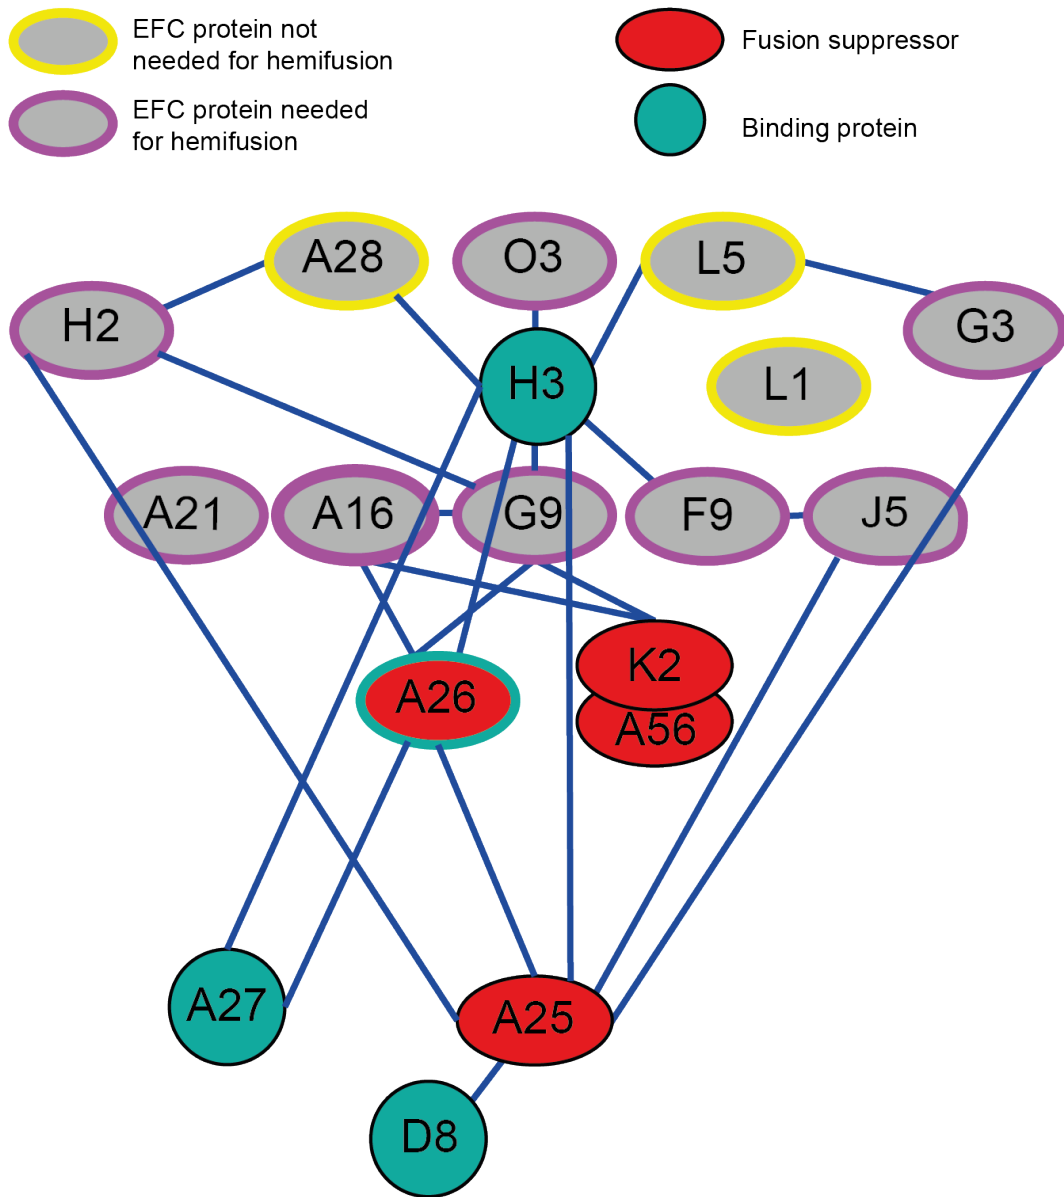 EFC protein not
needed for hemifusion
Fusion suppressor
EFC protein needed
for hemifusion
Binding protein
A28
O3
L5
H2
G3
H3
L1
A21
A16
G9
F9
J5
K2
A26
A56
A27
A25
D8